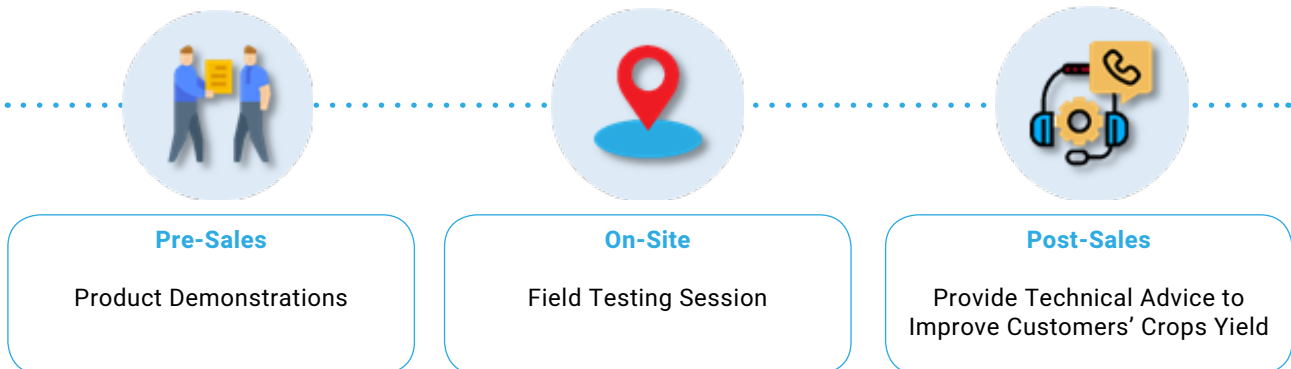 Pre-Sales
Product Demonstrations
On-Site
Field Testing Session
Post-Sales
Provide Technical Advice to
Improve Customers’ Crops Yield